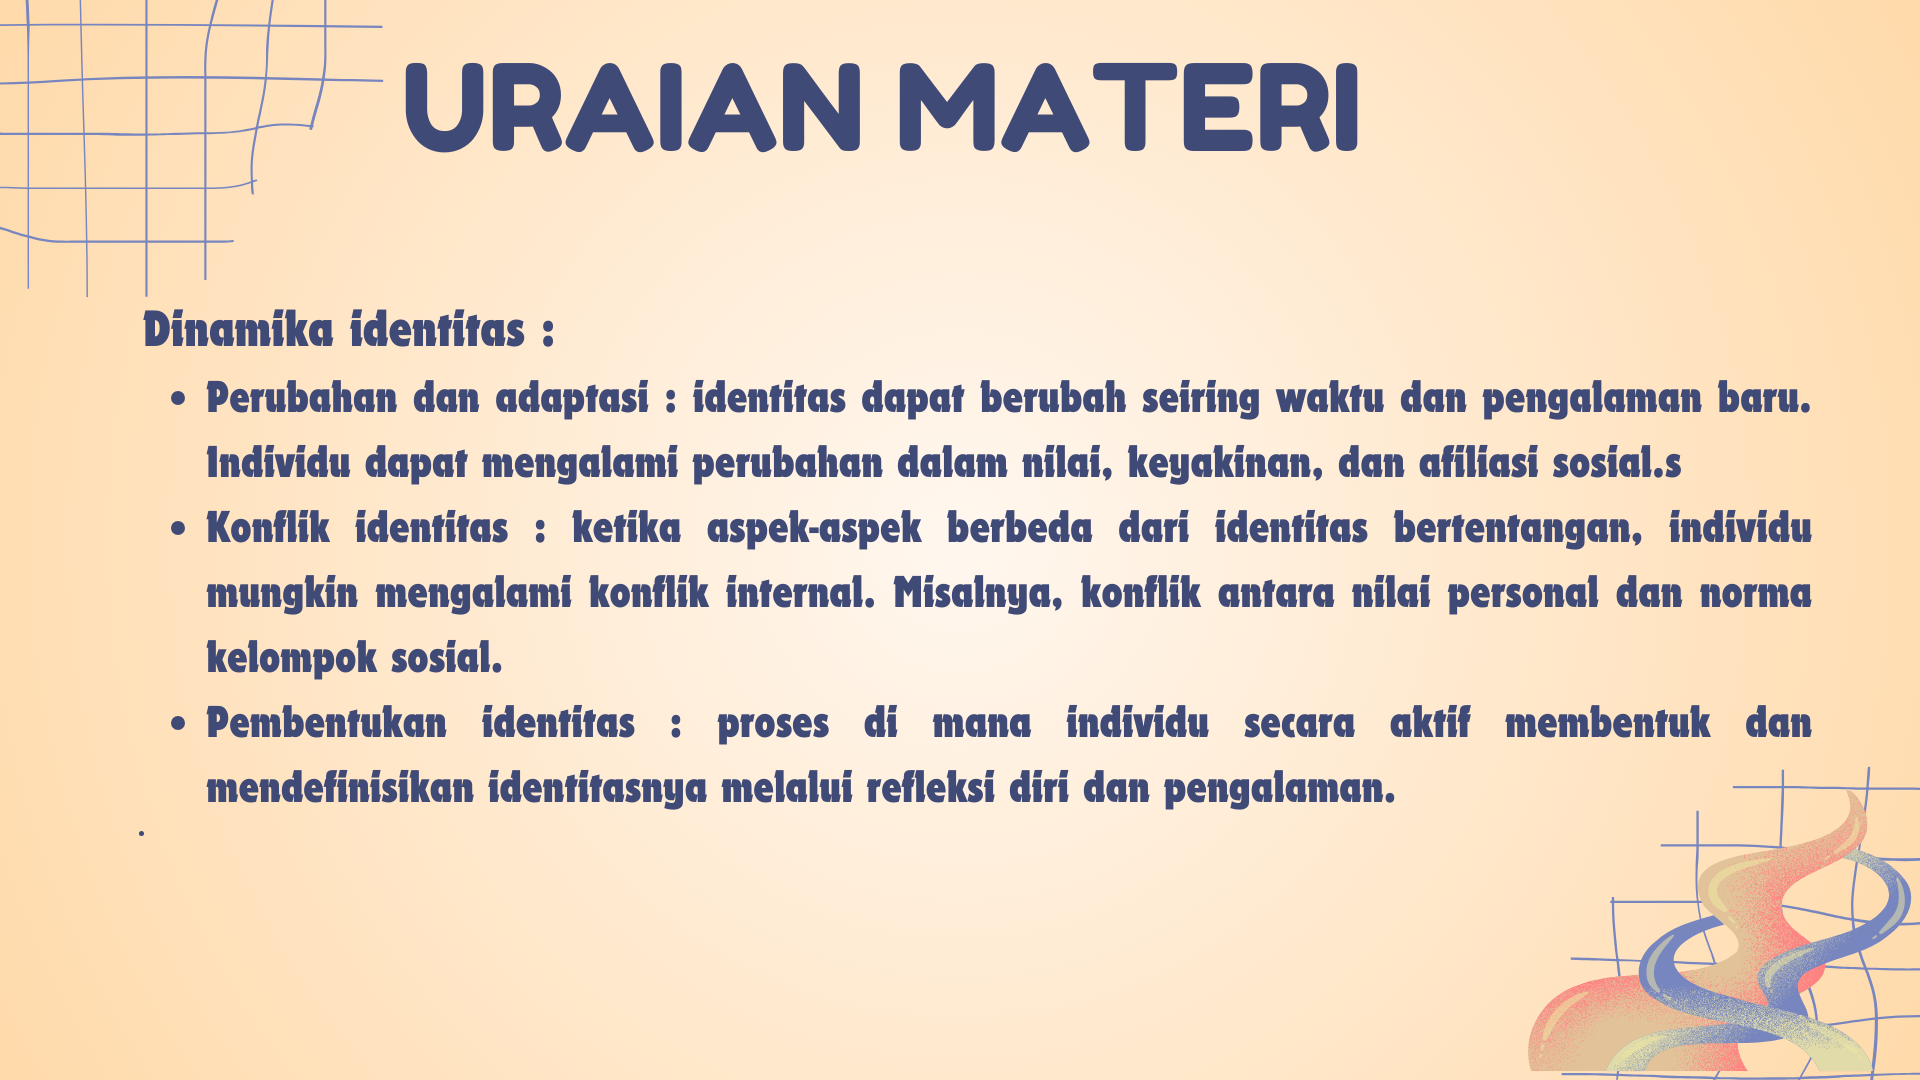 URAIAN MATERI
Dinamika identitas :
• Perubahan dan adaptasi : identitas dapat berubah seiring waktu dan pengalaman baru.
Individu dapat mengalami perubahan dalam nilai, keyakinan, dan afiliasi sosial.s
• Konflik identitas : ketika aspek-aspek berbeda dari identitas bertentangan, individu
mungkin mengalami konflik internal. Misalnya, konflik antara nilai personal dan norma
kelompok sosial.
• Pembentukan identitas : proses di mana individu secara aktif membentuk dan
mendefinisikan identitasnya melalui refleksi diri dan pengalaman.
.